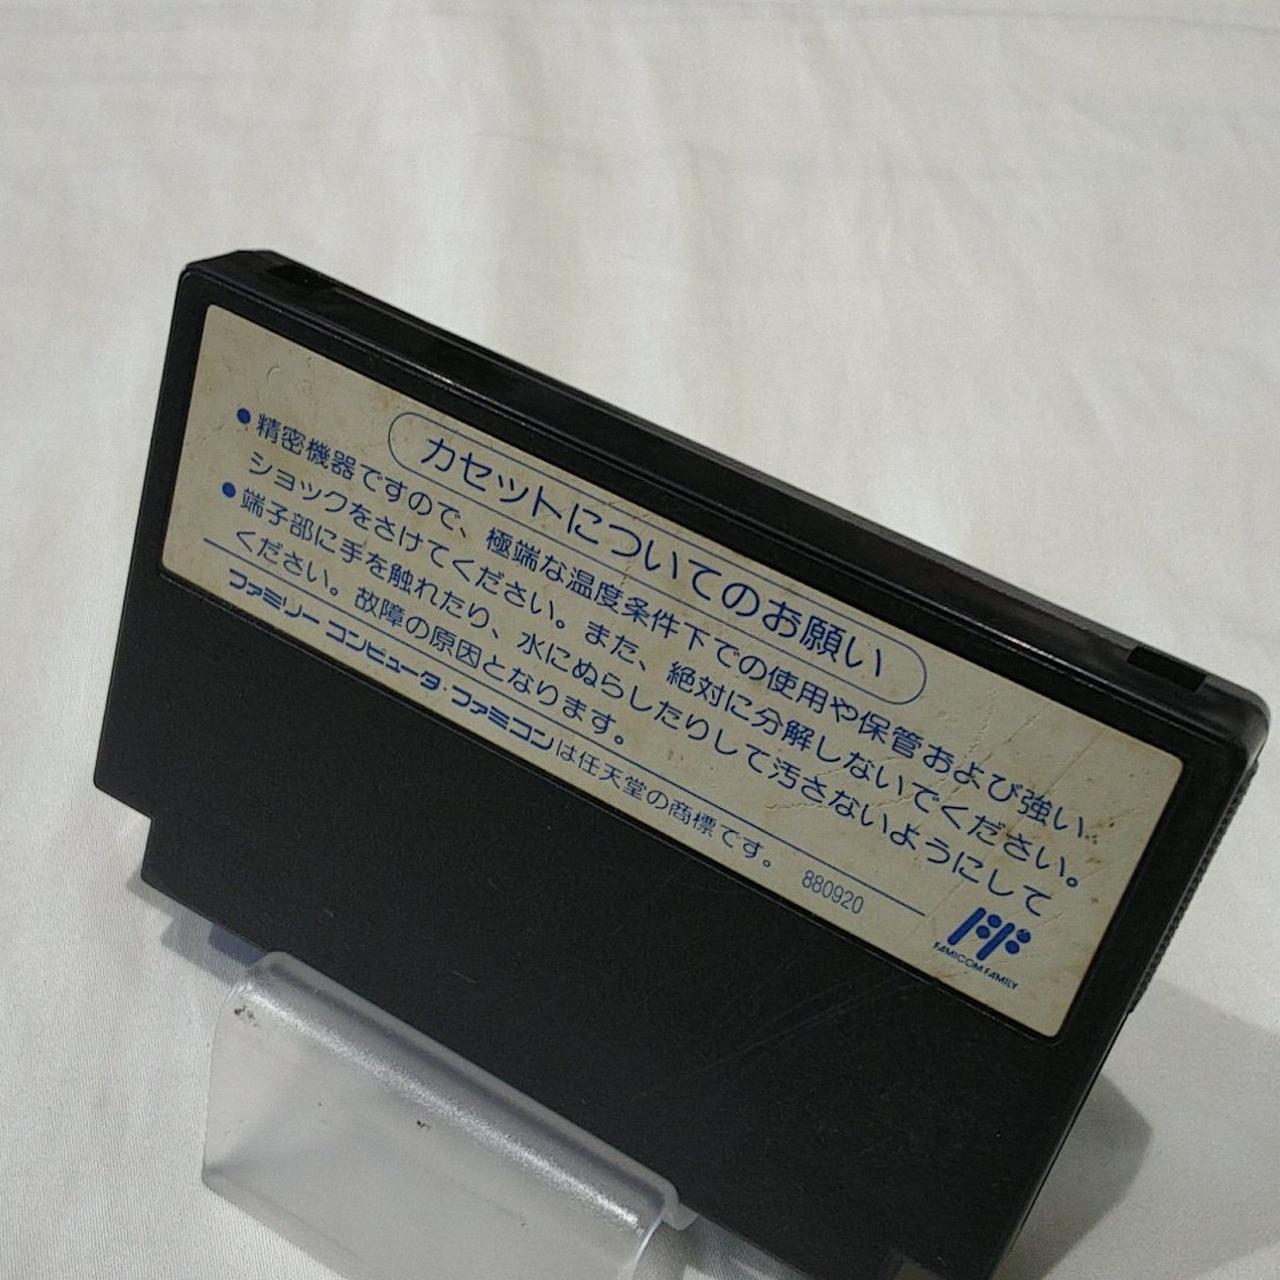 カセットについてのお願い
●精密機器ですので、極端な温度条件下での使用や保管および強い
ショックをさけてください。また、絶対に分解しないでください。
●端子部に手を触れたり、水にぬらしたりして汚さないようにして
ください。故障の原因となります。
ファミリー コンピュータ・ファミコンは任天堂の商標です。 880920
FAMICOM FAMILY